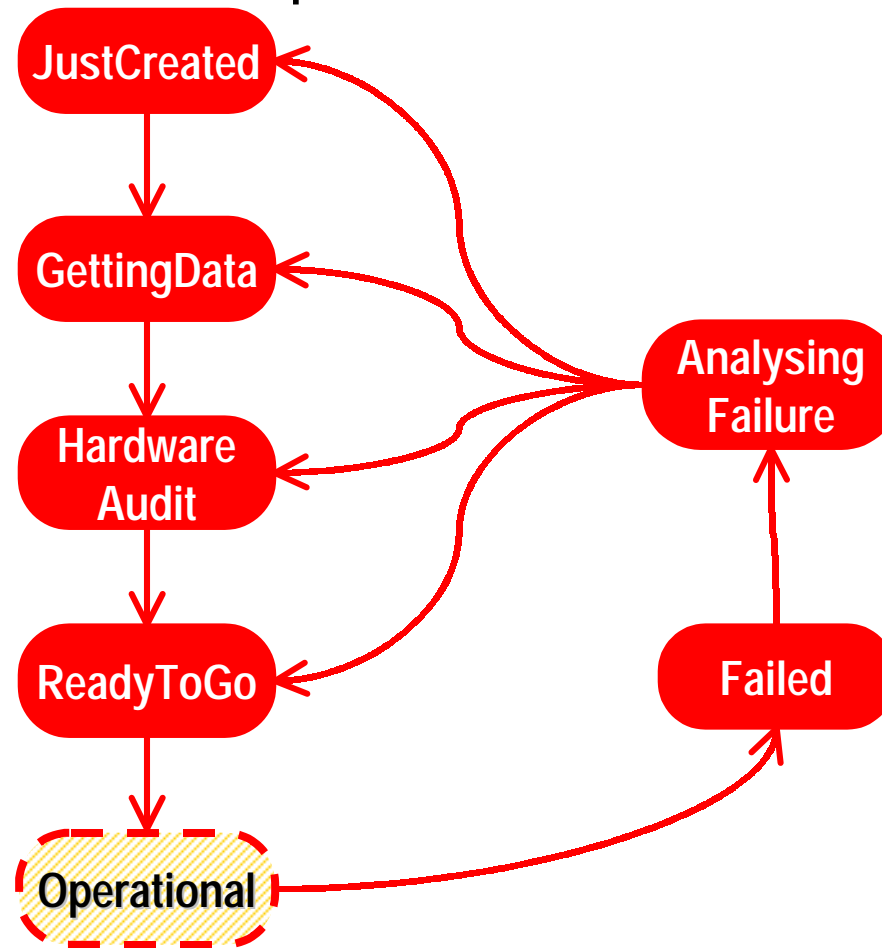 JustCreated
GettingData
Hardware
Audit
ReadyToGo
Operational
Analysing
Failure
Failed